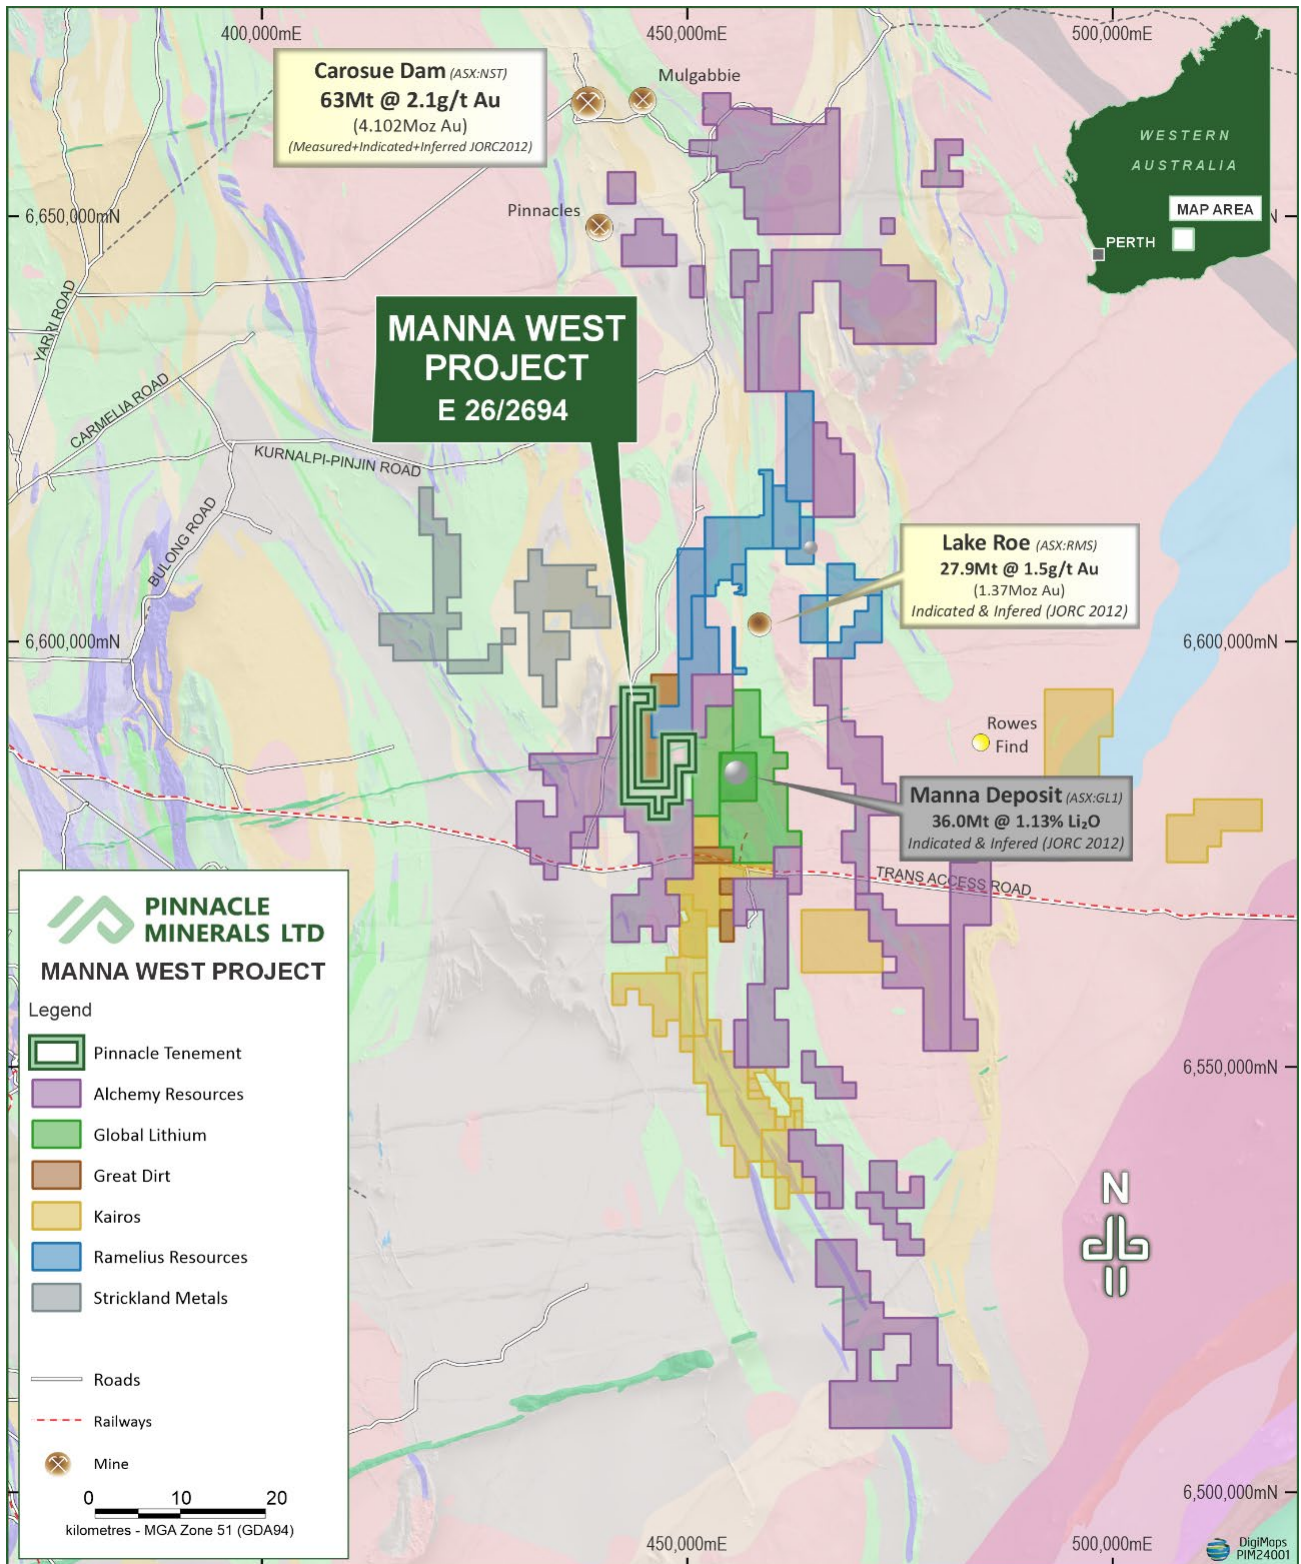 400,000mE
450,000mE
500,000mE
Carosue Dam (ASX:NST)
63Mt @ 2.1g/t Au
(4.102Moz Au)
(Measured+Indicated+Inferred JORC2012)
Mulgabbie
WESTERN
AUSTRALIA
MAP AREA
PERTH
6,650,000mN
N
Pinnacles
YARRI ROAD
MANNA WEST
PROJECT
E 26/2694
CARMELIA ROAD
KURNALPI-PINJIN ROAD
BULONG ROAD
Lake Roe (ASX:RMS)
27.9Mt @ 1.5g/t Au
(1.37Moz Au)
Indicated & Infered (JORC 2012)
6,600,000mN
6,600,000mN
Rowes
Find
Manna Deposit (ASX:GL1)
36.0Mt @ 1.13% Li₂O
Indicated & Infered (JORC 2012)
TRANS ACCESS ROAD
PINNACLE
MINERALS LTD
MANNA WEST PROJECT
Legend
Pinnacle Tenement
Alchemy Resources
Global Lithium
Great Dirt
Kairos
Ramelius Resources
Strickland Metals
Roads
Railways
Mine
0 10 20
kilometres - MGA Zone 51 (GDA94)
6,550,000mN
N
6,500,000mN
450,000mE
500,000mE
DigiMaps
PIM24001